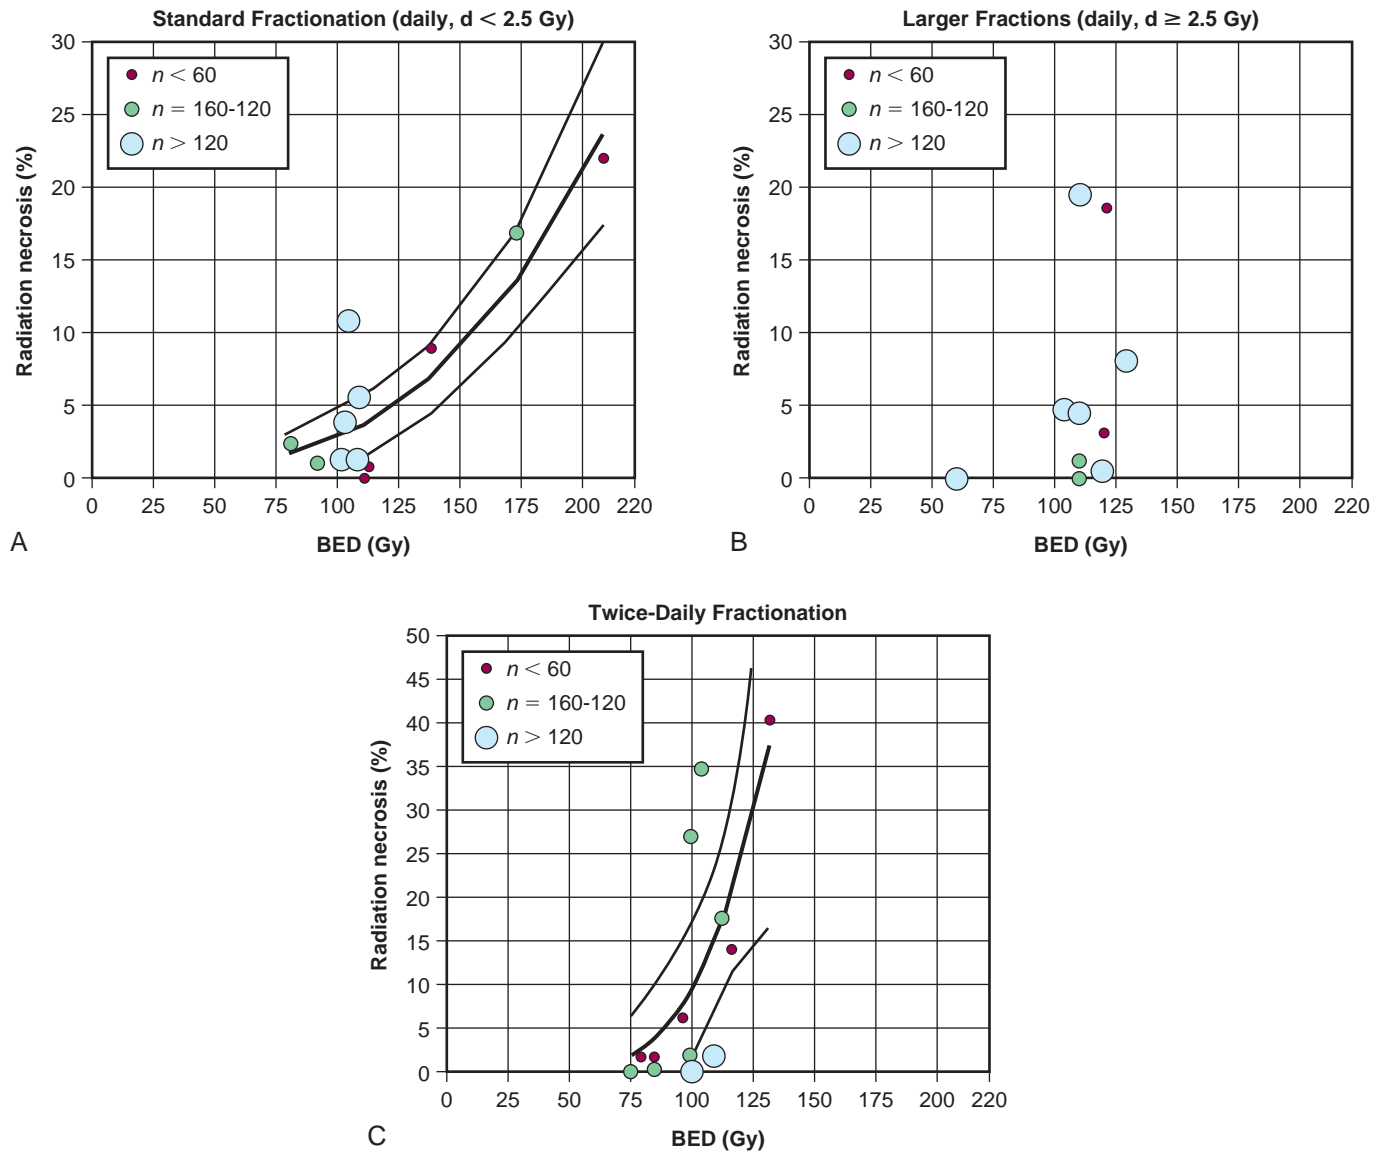 Standard Fractionation (daily, d < 2.5 Gy)
30
25
20
15
10
5
0
Radiation necrosis (%)
n < 60
n = 160-120
n > 120
0 25 50 75 100 125 150 175 200 220
BED (Gy)
A
Larger Fractions (daily, d ≥ 2.5 Gy)
30
25
20
15
10
5
0
Radiation necrosis (%)
n < 60
n = 160-120
n > 120
0 25 50 75 100 125 150 175 200 220
BED (Gy)
B
Twice-Daily Fractionation
50
45
40
35
30
25
20
15
10
5
0
Radiation necrosis (%)
n < 60
n = 160-120
n > 120
0 25 50 75 100 125 150 175 200 220
BED (Gy)
C